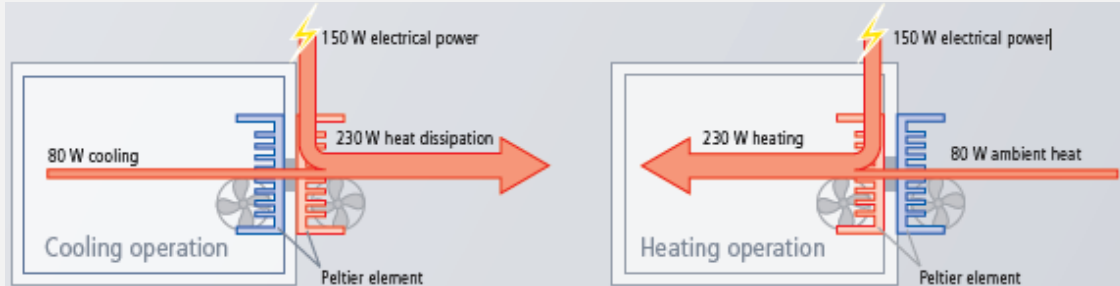 150 W electrical power
230 W heat dissipation
80 W cooling
Cooling operation
Peltier element
150 W electrical power
230 W heating
80 W ambient heat
Heating operation
Peltier element